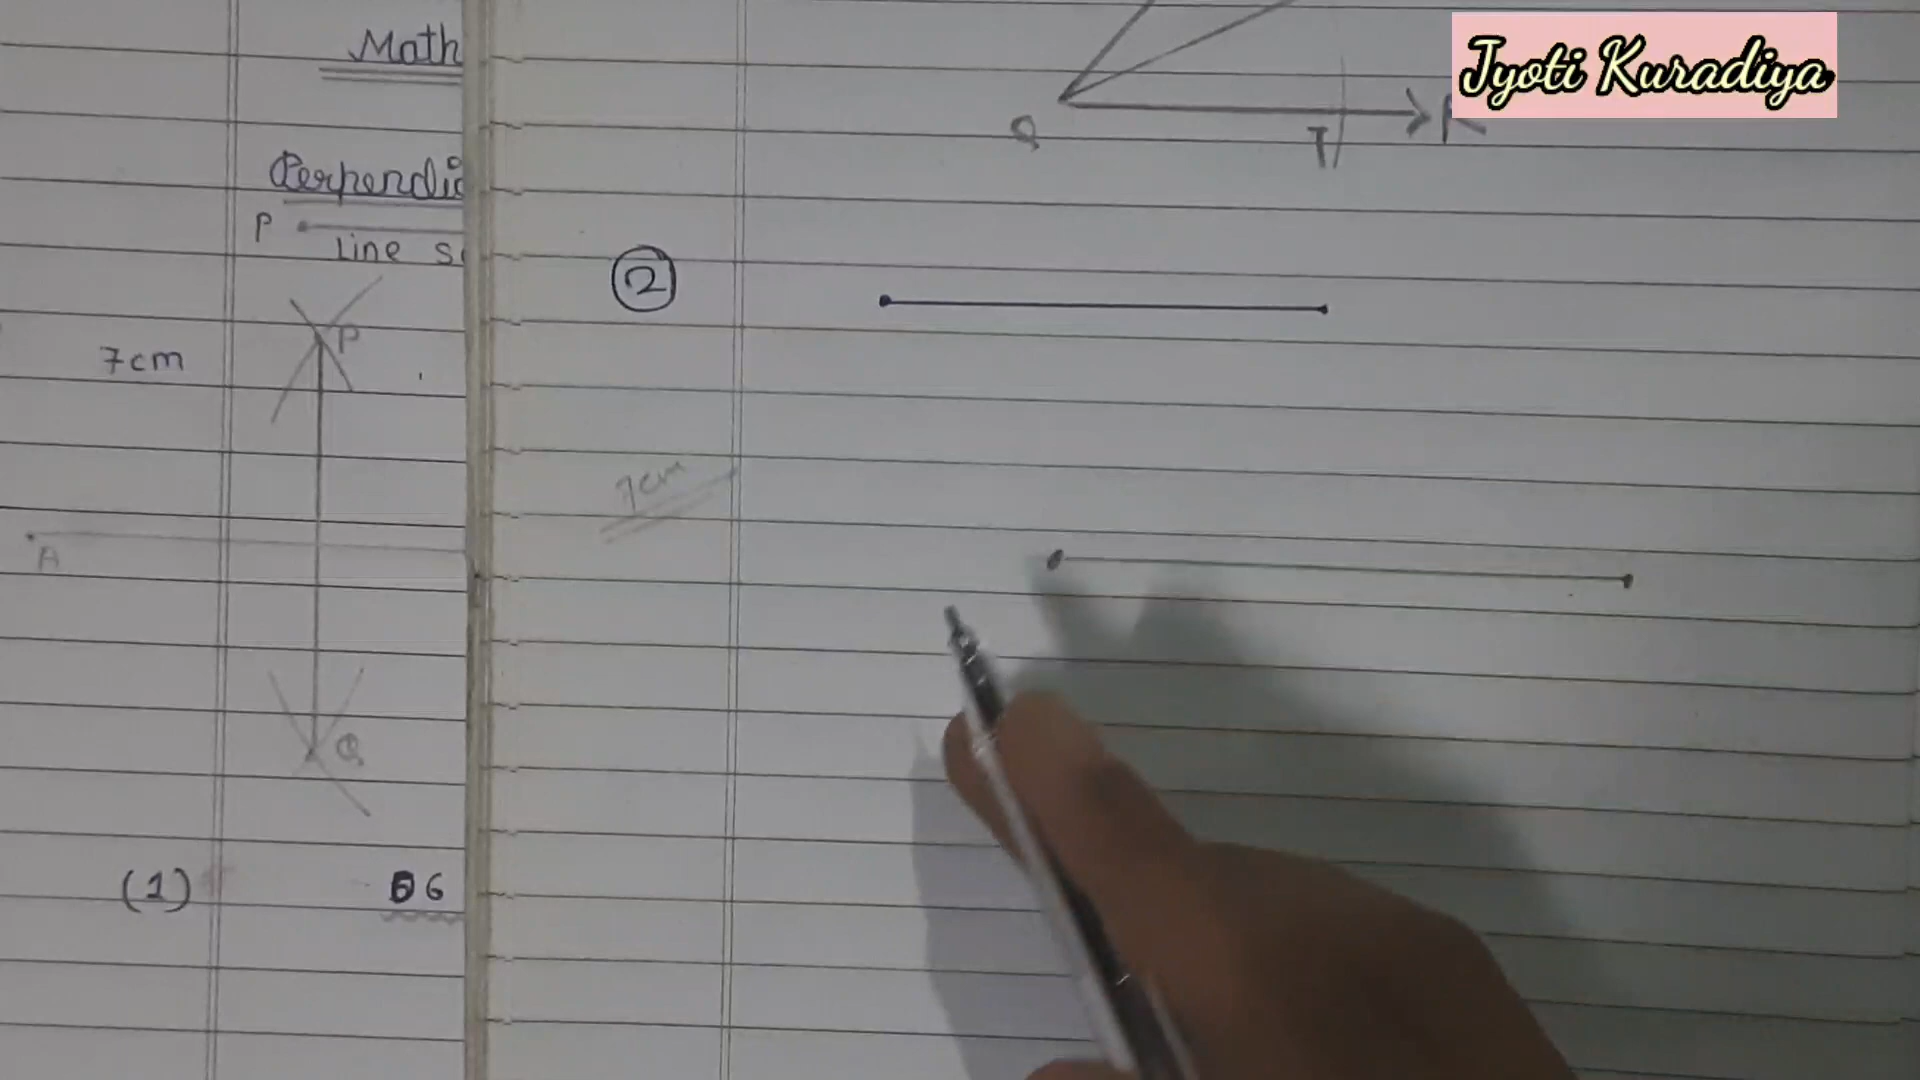 Math
Perpendic
P
Line s
P
7cm
A
Q
(1) 6
Jyoti Kuradiya
Q T R
2
7cm